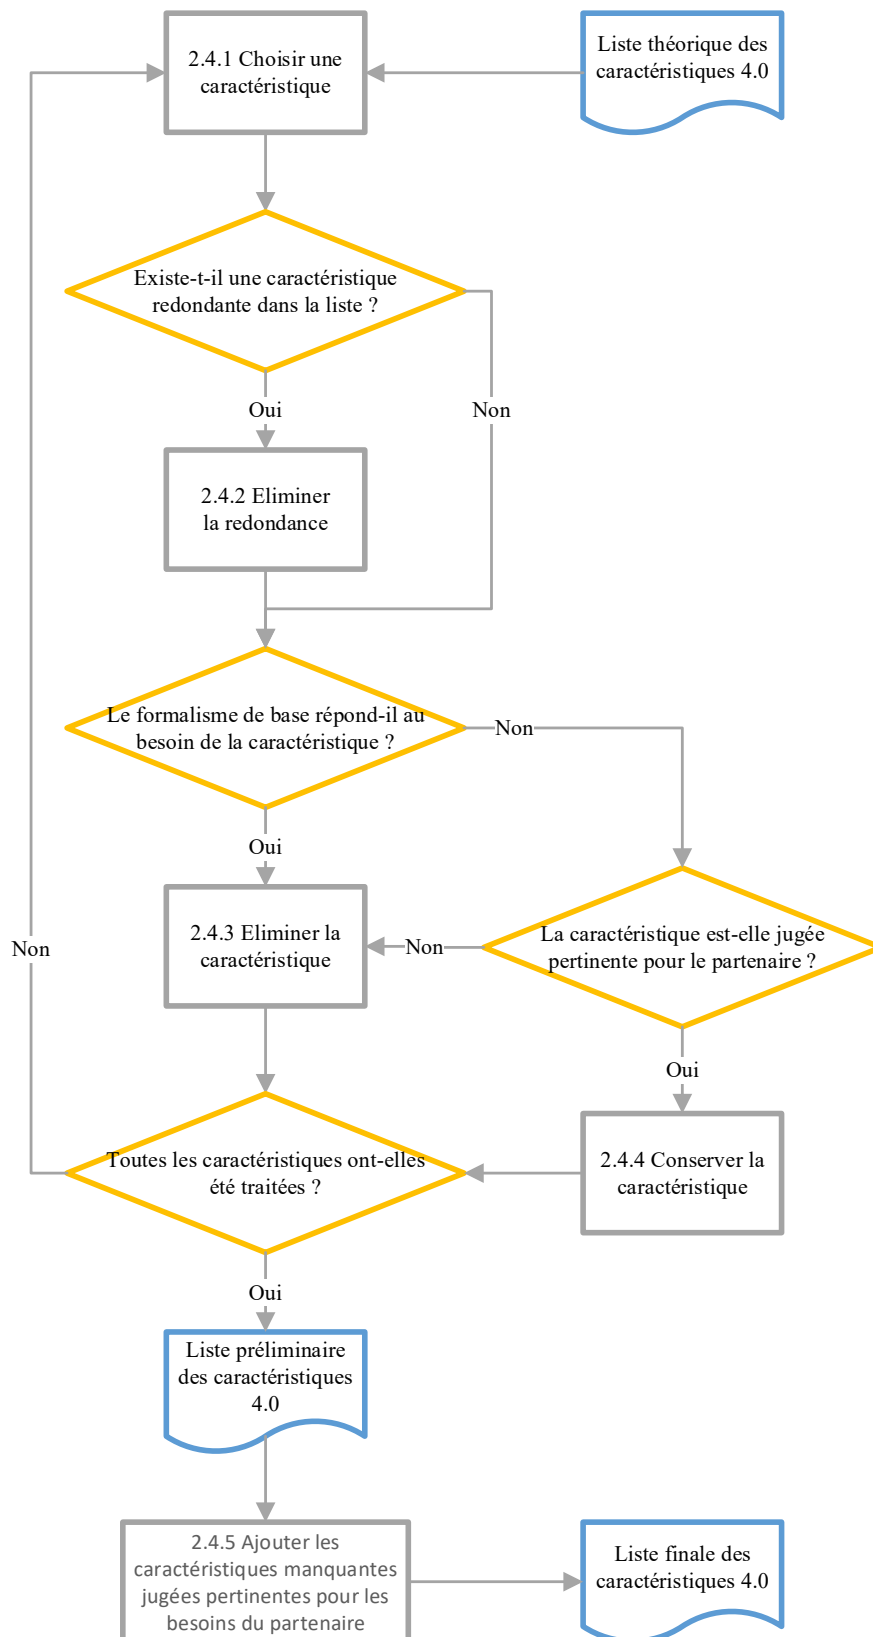 2.4.1 Choisir une
caractéristique
Liste théorique des
caractéristiques 4.0
Existe-t-il une caractéristique
redondante dans la liste ?
Oui
Non
2.4.2 Eliminer
la redondance
Le formalisme de base répond-il au
besoin de la caractéristique ?
Non
Oui
2.4.3 Eliminer la
caractéristique
Non
La caractéristique est-elle jugée
pertinente pour le partenaire ?
Non
Oui
Toutes les caractéristiques ont-elles
été traitées ?
2.4.4 Conserver la
caractéristique
Oui
Liste préliminaire
des caractéristiques
4.0
2.4.5 Ajouter les
caractéristiques manquantes
jugées pertinentes pour les
besoins du partenaire
Liste finale des
caractéristiques 4.0